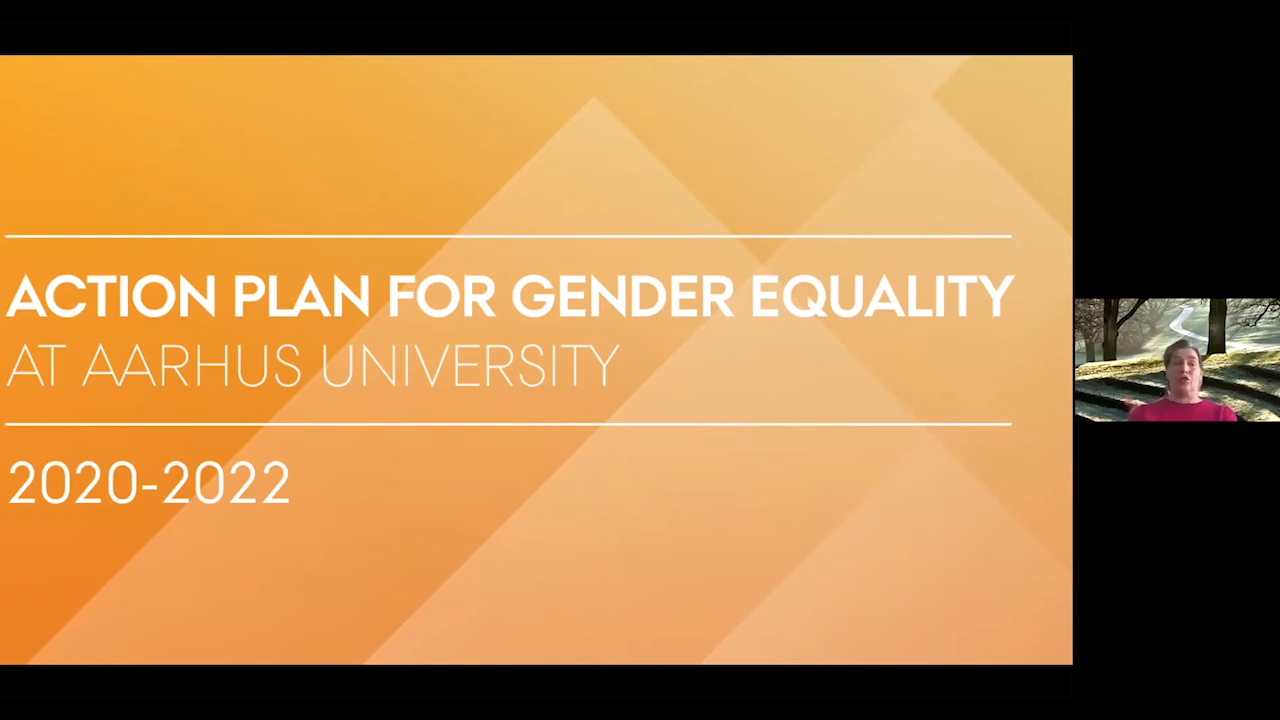 ACTION PLAN FOR GENDER EQUALITY
AT AARHUS UNIVERSITY
2020-2022